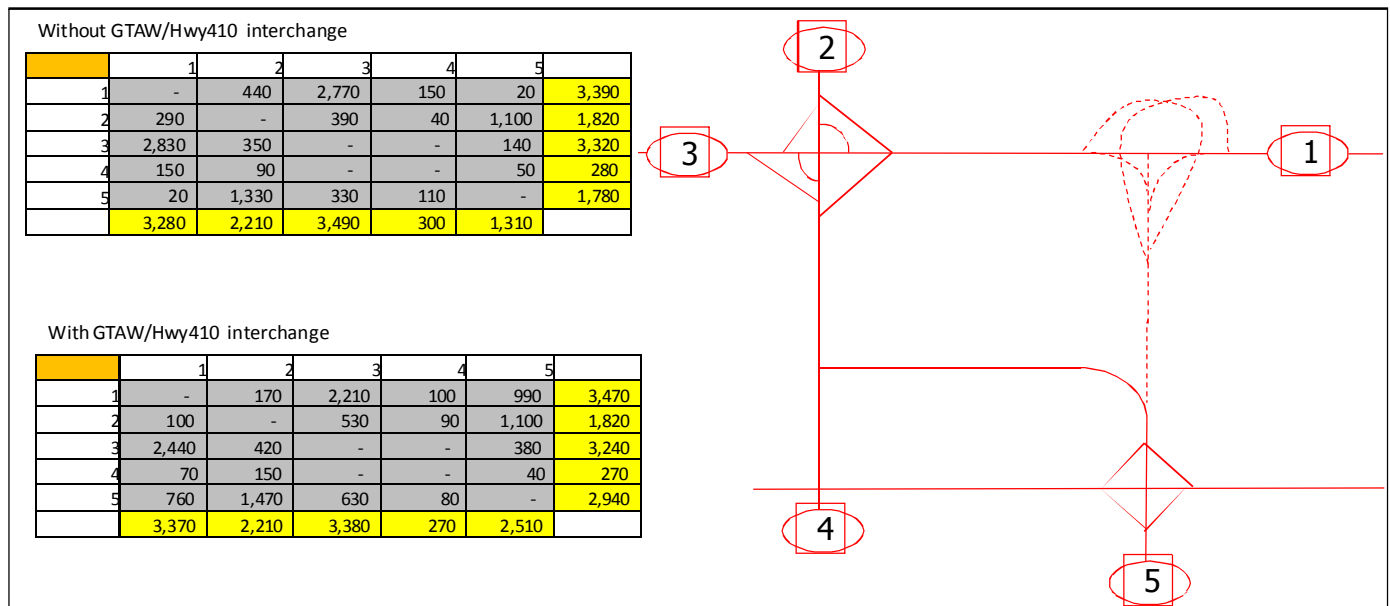 Without GTAW/Hwy410 interchange
1 2 3 4 5
1 - 440 2,770 150 20 3,390
2 290 - 390 40 1,100 1,820
3 2,830 350 - - 140 3,320
4 150 90 - - 50 280
5 20 1,330 330 110 - 1,780
3,280 2,210 3,490 300 1,310
With GTAW/Hwy410 interchange
1 2 3 4 5
1 - 170 2,210 100 990 3,470
2 100 - 530 90 1,100 1,820
3 2,440 420 - - 380 3,240
4 70 150 - - 40 270
5 760 1,470 630 80 - 2,940
3,370 2,210 3,380 270 2,510
2
3
1
4
5